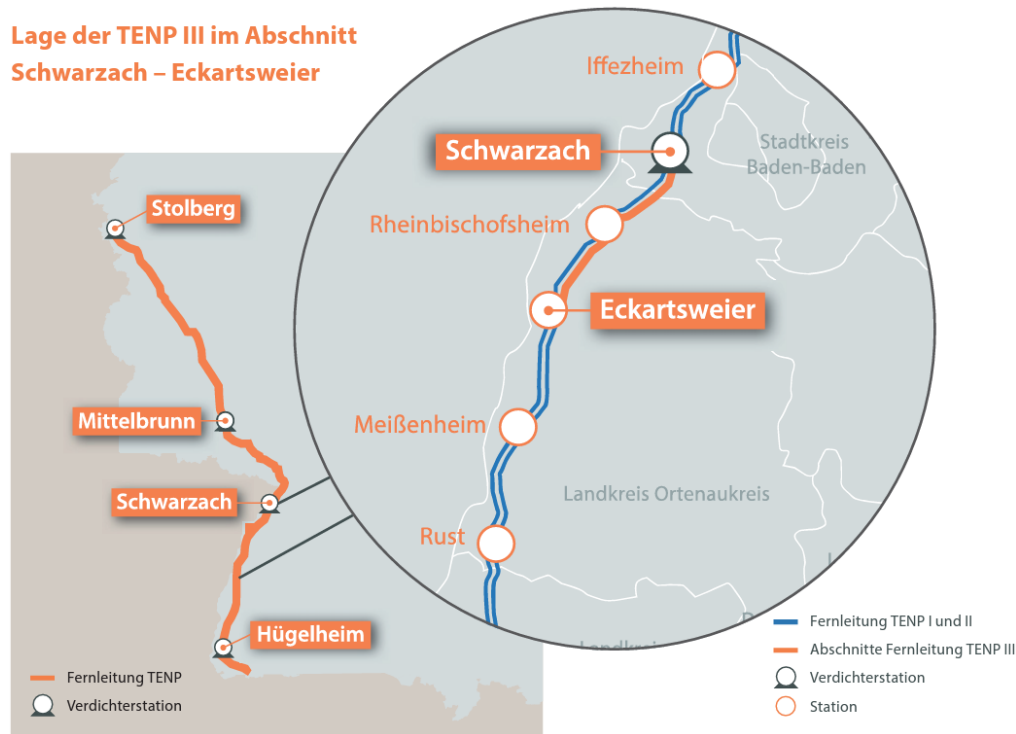 Lage der TENP III im Abschnitt
Schwarzach – Eckartsweier
Stolberg
Mittelbrunn
Schwarzach
Hügelheim
Fernleitung TENP
Verdichterstation
Iffezheim
Schwarzach
Stadtkreis
Baden-Baden
Rheinbischofsheim
Eckartsweier
Meißenheim
Landkreis Ortenaukreis
Rust
Fernleitung TENP I und II
Abschnitte Fernleitung TENP III
Verdichterstation
Station